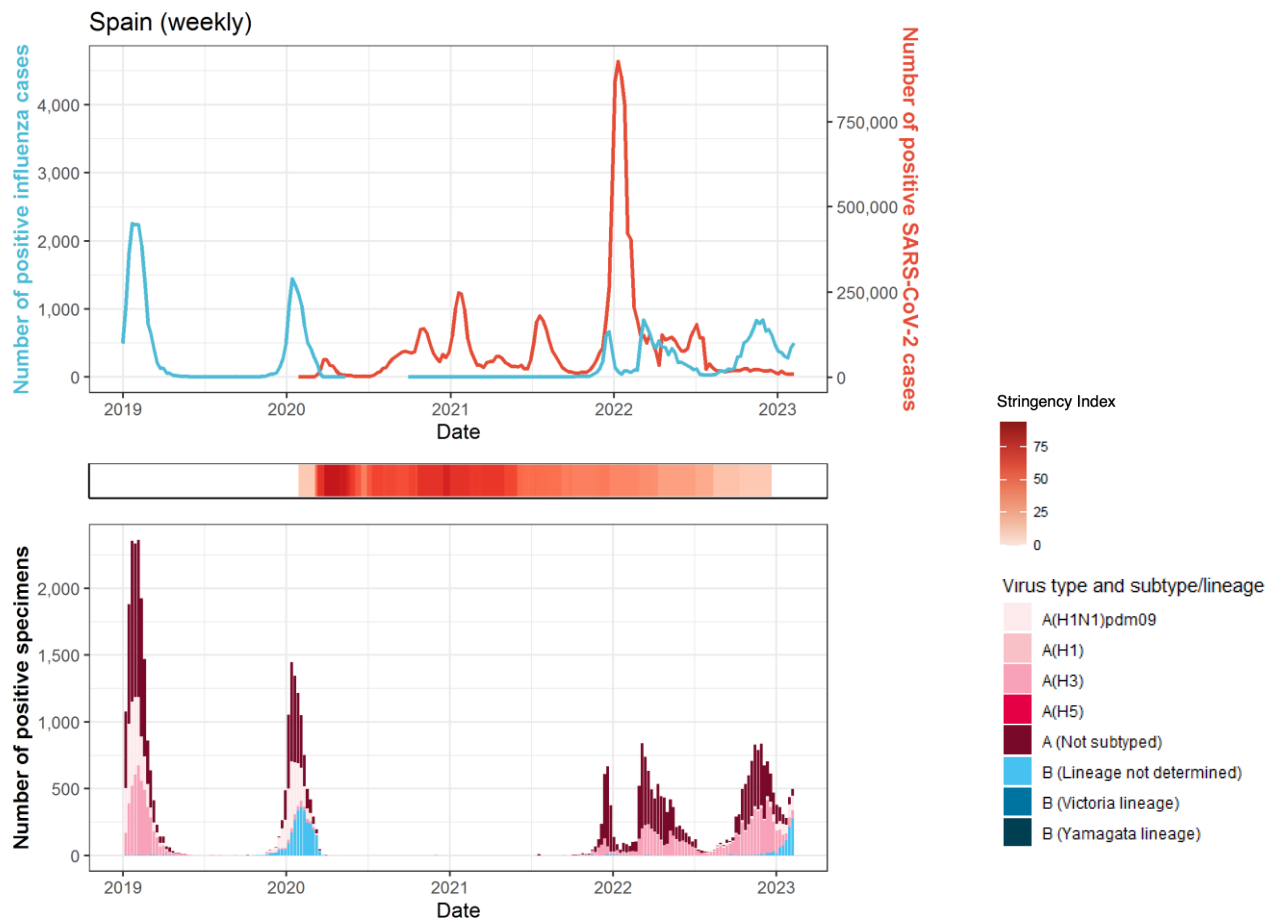 Spain (weekly)
Number of positive influenza cases
4,000
3,000
2,000
1,000
0
Number of positive SARS-CoV-2 cases
750,000
500,000
250,000
0
2019
2020
2021
2022
2023
Date
Number of positive specimens
2,000
1,500
1,000
500
0
2019
2020
2021
2022
2023
Date
Stringency Index
75
50
25
0
Virus type and subtype/lineage
A(H1N1)pdm09
A(H1)
A(H3)
A(H5)
A (Not subtyped)
B (Lineage not determined)
B (Victoria lineage)
B (Yamagata lineage)